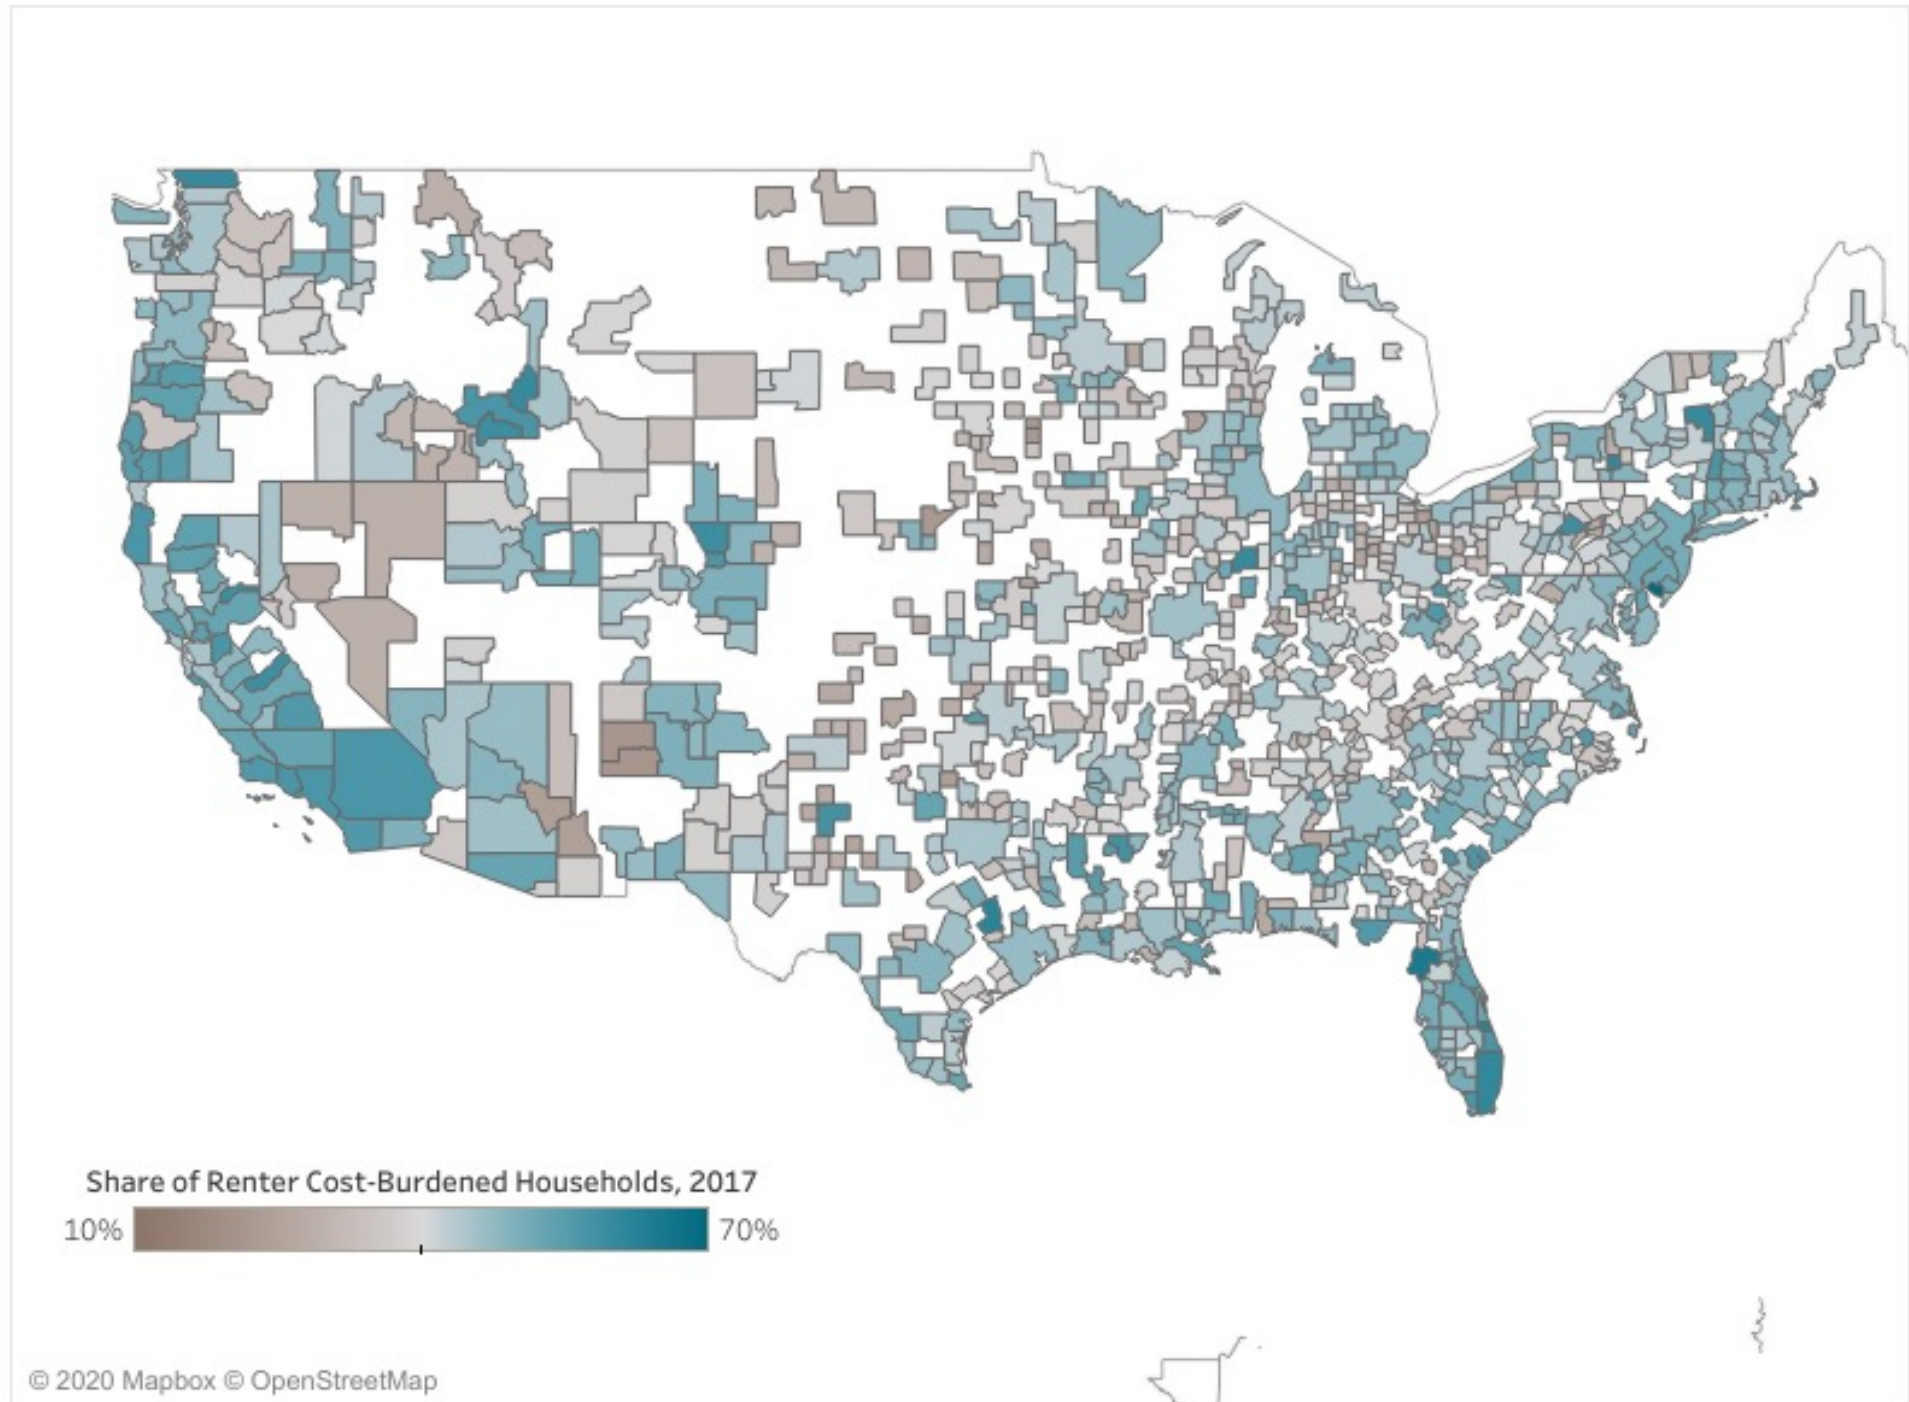 Share of Renter Cost-Burdened Households, 2017
10% 70%
© 2020 Mapbox © OpenStreetMap